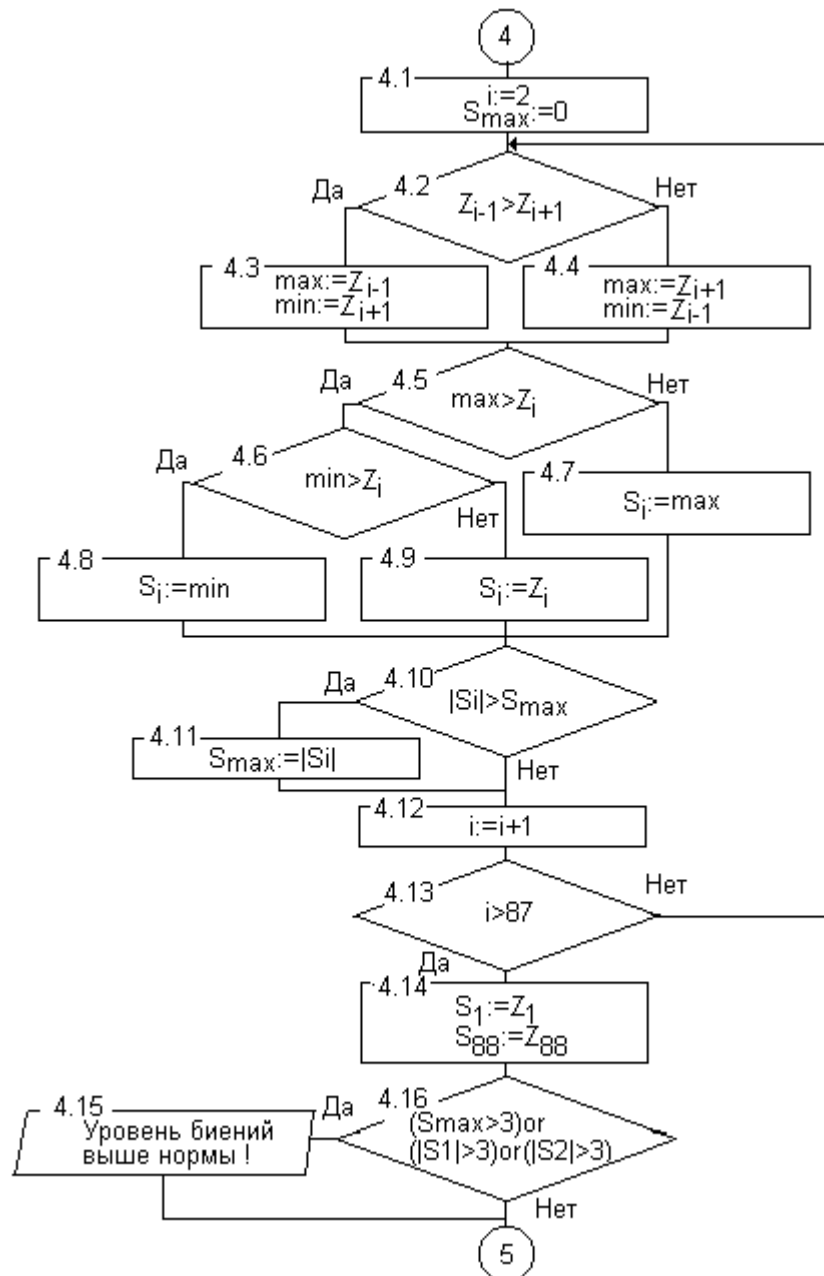 4
4.1
i:=2
Smax:=0
Да
4.2
Zi-1>Zi+1
Нет
4.3
max:=Zi-1
min:=Zi+1
4.4
max:=Zi+1
min:=Zi-1
Да
4.5
max>Zi
Нет
Да
4.6
min>Zi
Нет
4.7
Si:=max
4.8
Si:=min
4.9
Si:=Zi
Да
4.10
|Si|>Smax
Нет
4.11
Smax:=|Si|
4.12
i:=i+1
4.13
i>87
Нет
Да
4.14
S1:=Z1
S88:=Z88
4.15
Уровень биений
выше нормы !
Да
4.16
(Smax>3)or
(|S1|>3)or(|S2|>3)
Нет
5